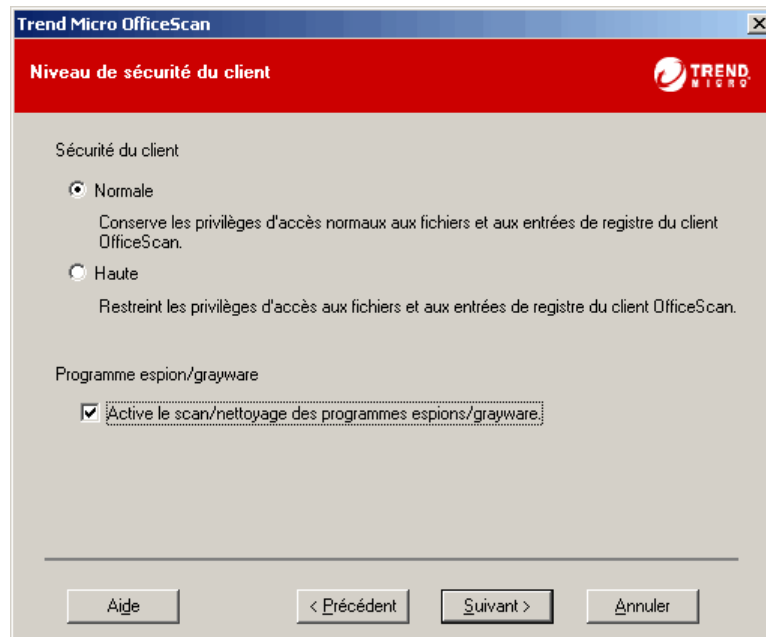 Trend Micro OfficeScan
Niveau de sécurité du client
TREND
MICRO
Sécurité du client
Normale
Conserve les privilèges d'accès normaux aux fichiers et aux entrées de registre du client
OfficeScan.
Haute
Restreint les privilèges d'accès aux fichiers et aux entrées de registre du client OfficeScan.
Programme espion/grayware
Active le scan/nettoyage des programmes espions/grayware.
Aide
< Précédent
Suivant >
Annuler